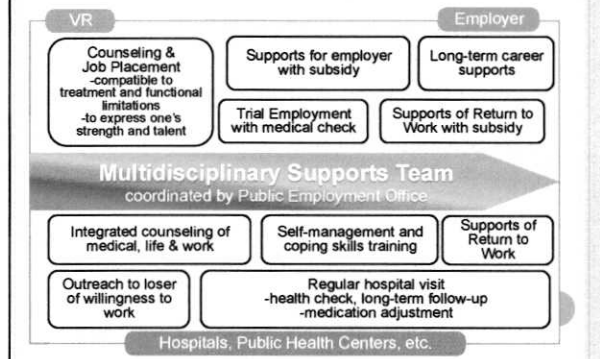 VR
Employer
Counseling &
Job Placement
-compatible to
treatment and functional
limitations
-to express one's
strength and talent
Supports for employer
with subsidy
Long-term career
supports
Trial Employment
with medical check
Supports of Return to
Work with subsidy
Multidisciplinary Supports Team
coordinated by Public Employment Office
Integrated counseling of
medical, life & work
Self-management and
coping skills training
Supports of
Return to
Work
Outreach to loser
of willingness to
work
Regular hospital visit
-health check, long-term follow-up
-medication adjustment
Hospitals, Public Health Centers, etc.